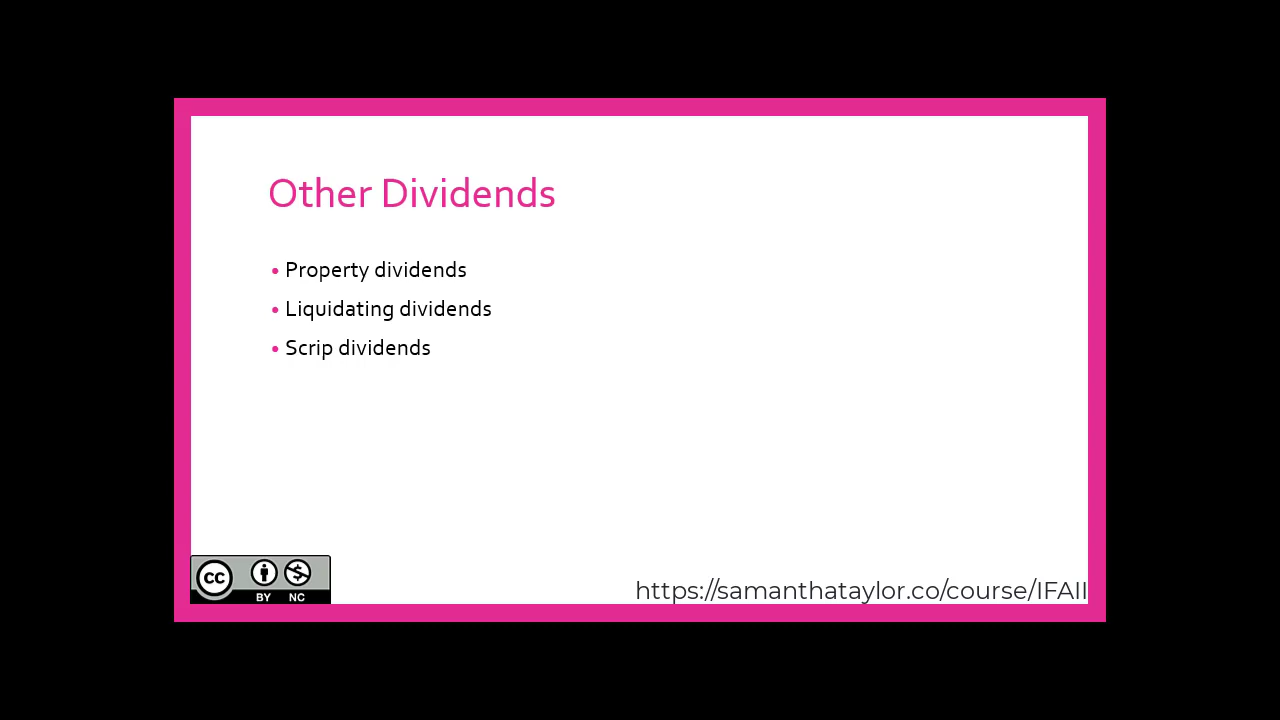 Other Dividends
• Property dividends
• Liquidating dividends
• Scrip dividends
cc
BY NC
https://samanthataylor.co/course/IFAII